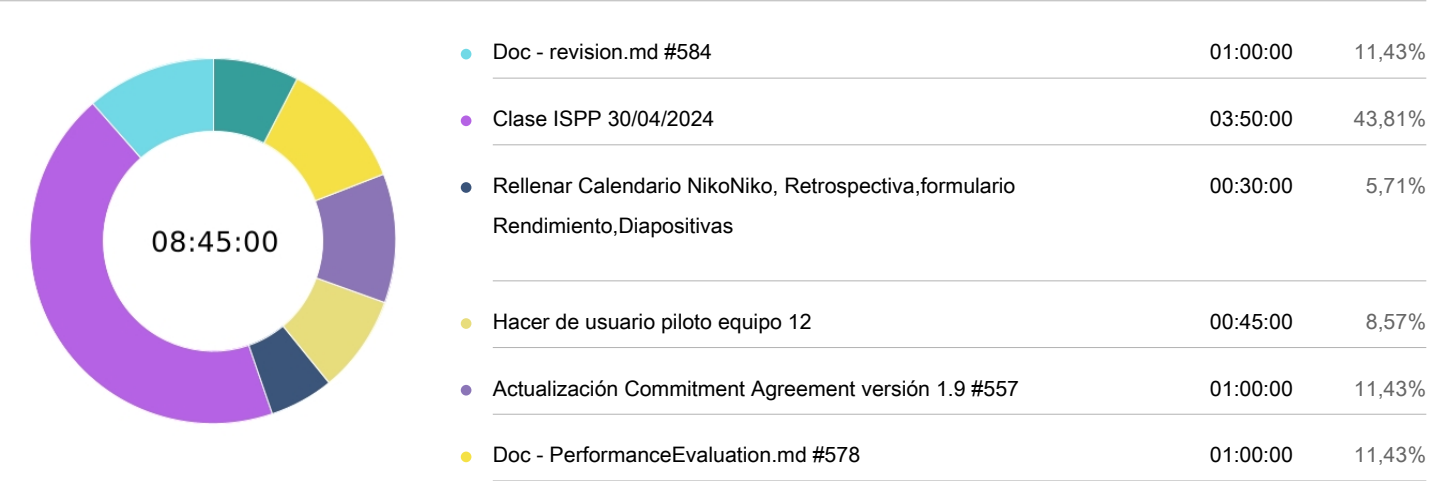 Doc - revision.md #584 01:00:00 11,43%
Clase ISPP 30/04/2024 03:50:00 43,81%
Rellenar Calendario NikoNiko, Retrospectiva,formulario 00:30:00 5,71%
Rendimiento,Diapositivas
08:45:00
Hacer de usuario piloto equipo 12 00:45:00 8,57%
Actualización Commitment Agreement versión 1.9 #557 01:00:00 11,43%
Doc - PerformanceEvaluation.md #578 01:00:00 11,43%